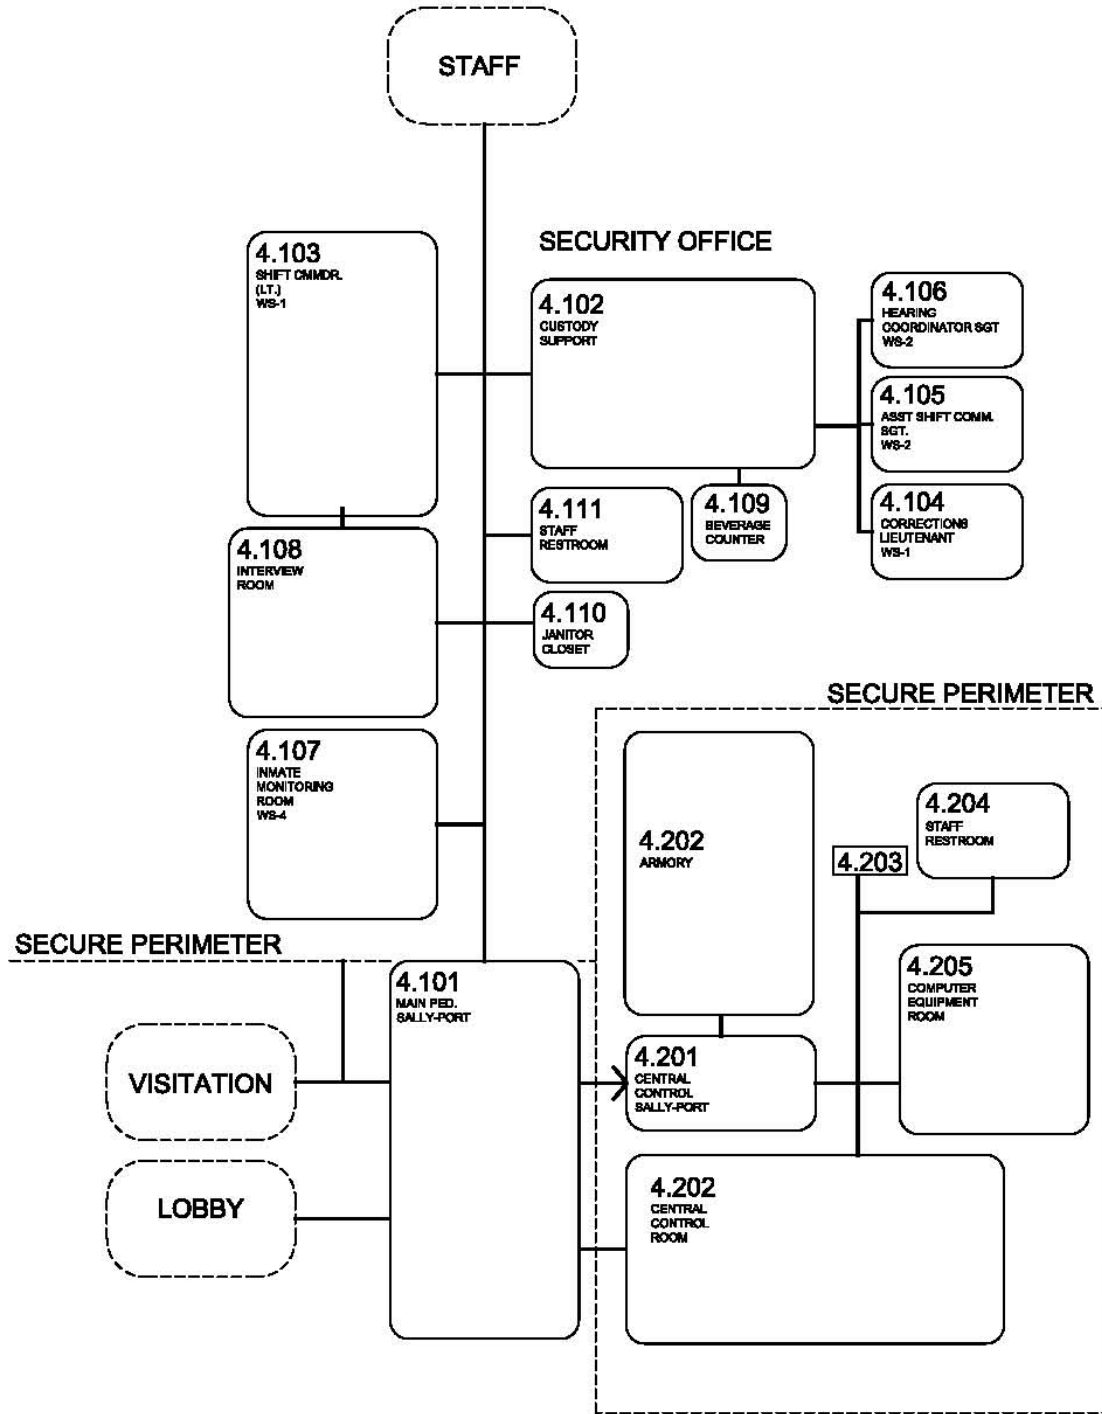 STAFF
SECURITY OFFICE
4.103
SHIFT CMMDR.
(LT.)
WS-1
4.102
CUSTODY
SUPPORT
4.106
HEARING
COORDINATOR SGT
WS-2
4.105
ASST SHIFT COMM.
SGT.
WS-2
4.104
CORRECTIONS
LIEUTENANT
WS-1
4.111
STAFF
RESTROOM
4.109
BEVERAGE
COUNTER
4.108
INTERVIEW
ROOM
4.110
JANITOR
CLOSET
SECURE PERIMETER
4.107
INMATE
MONITORING
ROOM
WS-4
4.202
ARMORY
4.203
4.204
STAFF
RESTROOM
SECURE PERIMETER
4.101
MAIN PED.
SALLY-PORT
4.205
COMPUTER
EQUIPMENT
ROOM
VISITATION
4.201
CENTRAL
CONTROL
SALLY-PORT
LOBBY
4.202
CENTRAL
CONTROL
ROOM